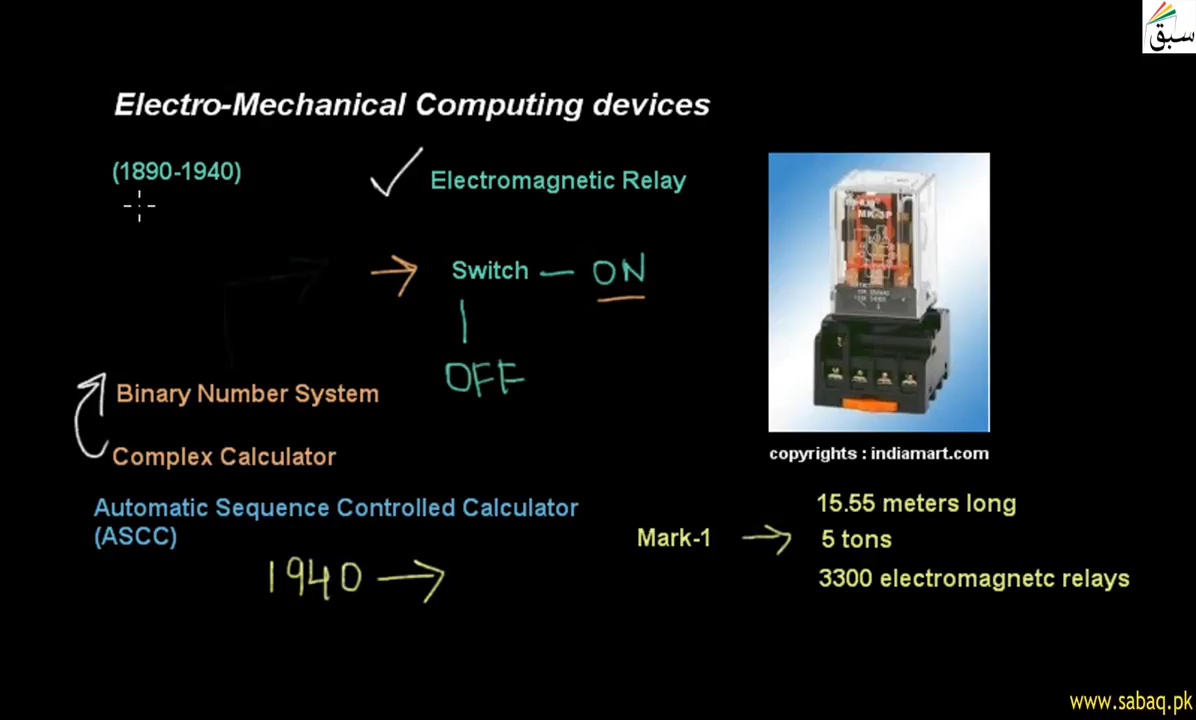 سبق
Electro-Mechanical Computing devices
(1890-1940)
Electromagnetic Relay
Switch — ON
OFF
MK-3P
Binary Number System
Complex Calculator
copyrights : indiamart.com
Automatic Sequence Controlled Calculator
(ASCC)
1940
Mark-1
15.55 meters long
5 tons
3300 electromagnetc relays
www.sabaq.pk